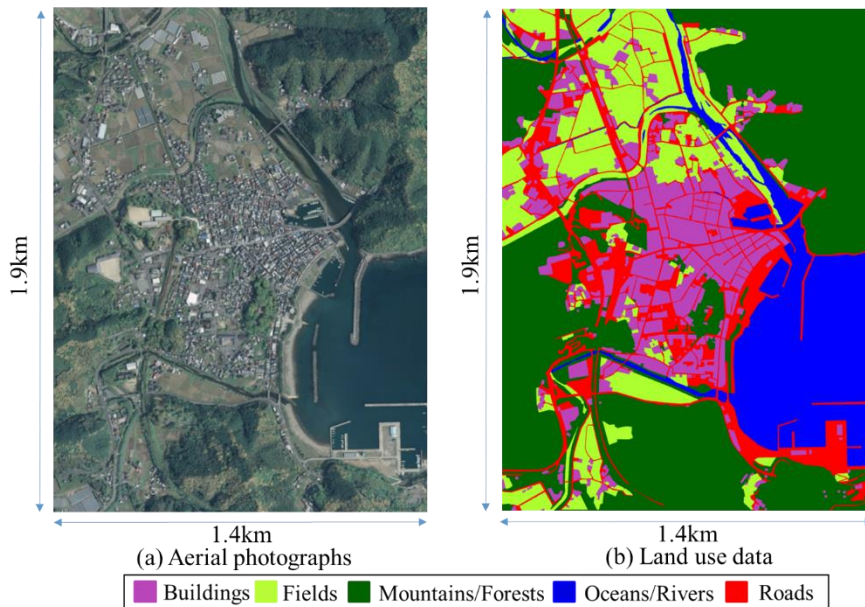 1.9km
1.9km
1.4km
1.4km
(a) Aerial photographs
(b) Land use data
Buildings
Fields
Mountains/Forests
Oceans/Rivers
Roads